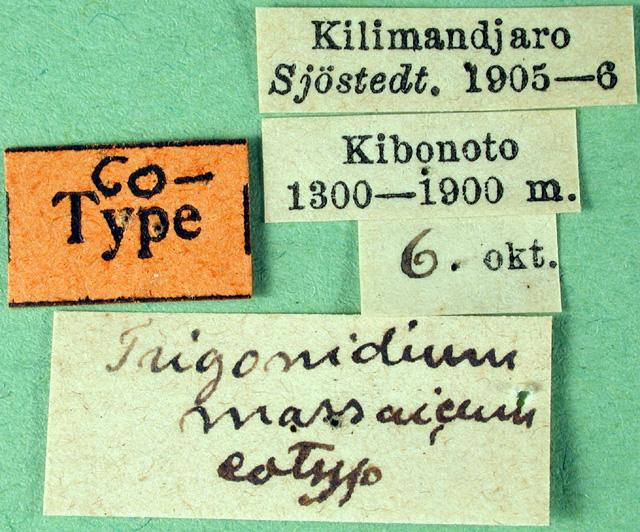 Kilimandjaro
Sjöstedt. 1905—6
Kibonoto
1300—1900 m.
6. okt.
Co-
Type
Trigonidium
massaicum
cotyp